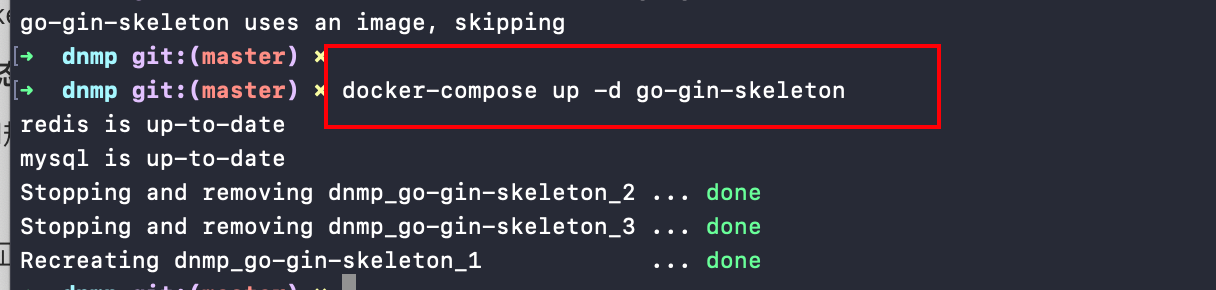 go-gin-skeleton uses an image, skipping
➜ dnmp git:(master) ✗
➜ dnmp git:(master) ✗ docker-compose up -d go-gin-skeleton
redis is up-to-date
mysql is up-to-date
Stopping and removing dnmp_go-gin-skeleton_2 ... done
Stopping and removing dnmp_go-gin-skeleton_3 ... done
Recreating dnmp_go-gin-skeleton_1 ... done